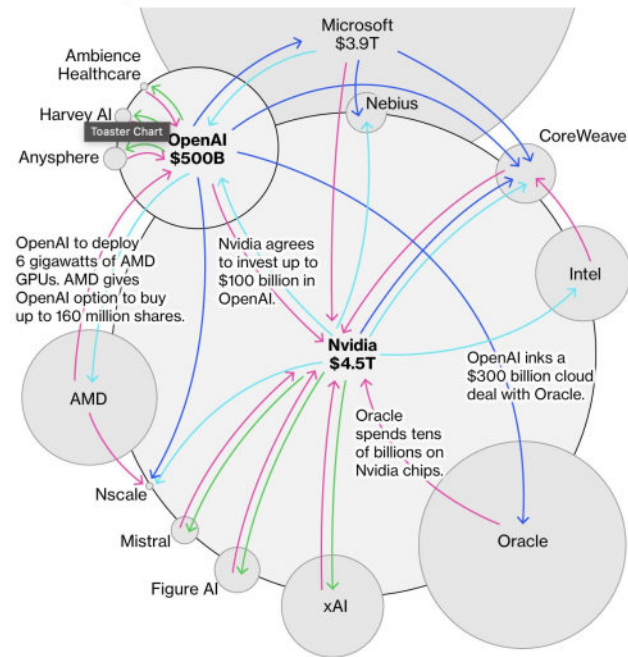 Microsoft
$3.9T
Ambience
Healthcare
Nebius
Harvey AI
Toaster Chart
OpenAI
$500B
CoreWeave
Anysphere
OpenAI to deploy
6 gigawatts of AMD
GPUs. AMD gives
OpenAI option to buy
up to 160 million shares.
Nvidia agrees
to invest up to
$100 billion in
OpenAI.
Intel
Nvidia
$4.5T
OpenAI inks a
$300 billion cloud
deal with Oracle.
AMD
Oracle
spends tens
of billions on
Nvidia chips.
Nscale
Mistral
Oracle
Figure AI
xAI